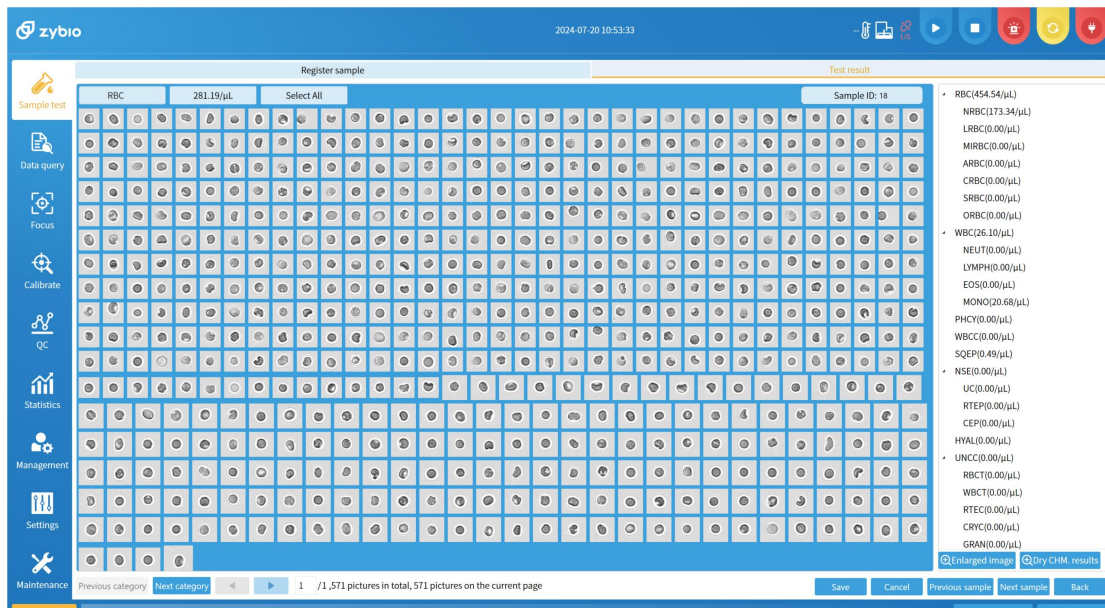 zybio
2024-07-20 10:53:33
LIS
Register sample
Test result
Sample test
Data query
Focus
Calibrate
QC
Statistics
Management
Settings
Maintenance
RBC
281.19/μL
Select All
Sample ID: 18
RBC(454.54/μL)
NRBC(173.34/μL)
LRBC(0.00/μL)
MIRBC(0.00/μL)
ARBC(0.00/μL)
CRBC(0.00/μL)
SRBC(0.00/μL)
ORBC(0.00/μL)
WBC(26.10/μL)
NEUT(0.00/μL)
LYMPH(0.00/μL)
EOS(0.00/μL)
MONO(20.68/μL)
PHCY(0.00/μL)
WBCC(0.00/μL)
SQEP(0.49/μL)
NSE(0.00/μL)
UC(0.00/μL)
RTEP(0.00/μL)
CEP(0.00/μL)
HYAL(0.00/μL)
UNCC(0.00/μL)
RBCT(0.00/μL)
WBCT(0.00/μL)
RTEC(0.00/μL)
CRYC(0.00/μL)
GRAN(0.00/μL)
Enlarged image
Dry CHM. results
Previous category
Next category
1 /1 ,571 pictures in total, 571 pictures on the current page
Save
Cancel
Previous sample
Next sample
Back